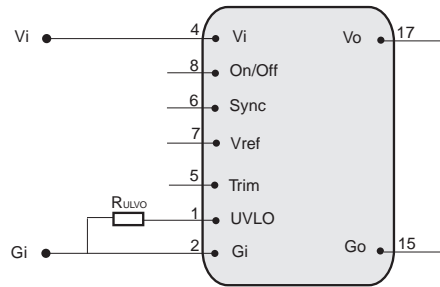 Vi 4 Vi Vo 17
8 On/Off
6 Sync
7 Vref
5 Trim
RULVO 1 UVLO
Gi 2 Gi Go 15